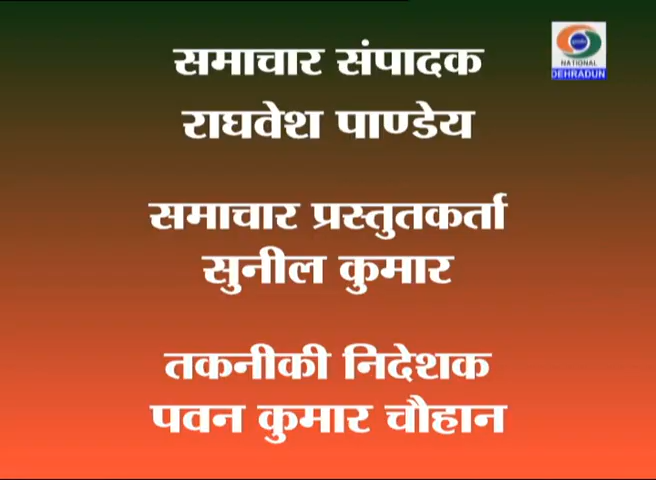 समाचार संपादक
राघवेश पाण्डेय
समाचार प्रस्तुतकर्ता
सुनील कुमार
तकनीकी निदेशक
पवन कुमार चौहान
NATIONAL
DEHRADUN